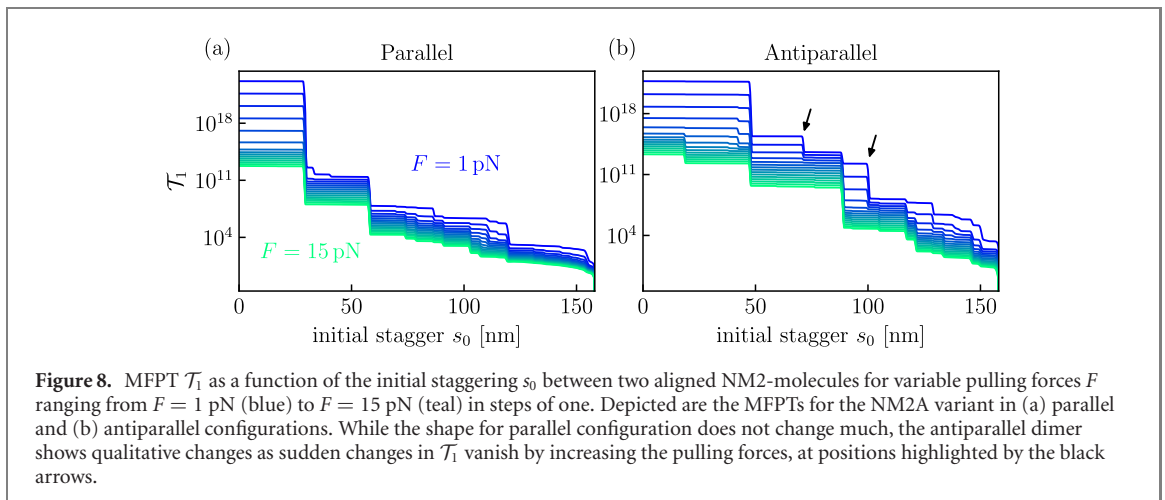 (a) Parallel (b) Antiparallel
10^18 10^18
F = 1 pN
10^11 10^11
𝒯₁
10^4 10^4
F = 15 pN
0 50 100 150 0 50 100 150
initial stagger s₀ [nm] initial stagger s₀ [nm]
Figure 8. MFPT 𝒯₁ as a function of the initial staggering s₀ between two aligned NM2-molecules for variable pulling forces F
ranging from F = 1 pN (blue) to F = 15 pN (teal) in steps of one. Depicted are the MFPTs for the NM2A variant in (a) parallel
and (b) antiparallel configurations. While the shape for parallel configuration does not change much, the antiparallel dimer
shows qualitative changes as sudden changes in 𝒯₁ vanish by increasing the pulling forces, at positions highlighted by the black
arrows.